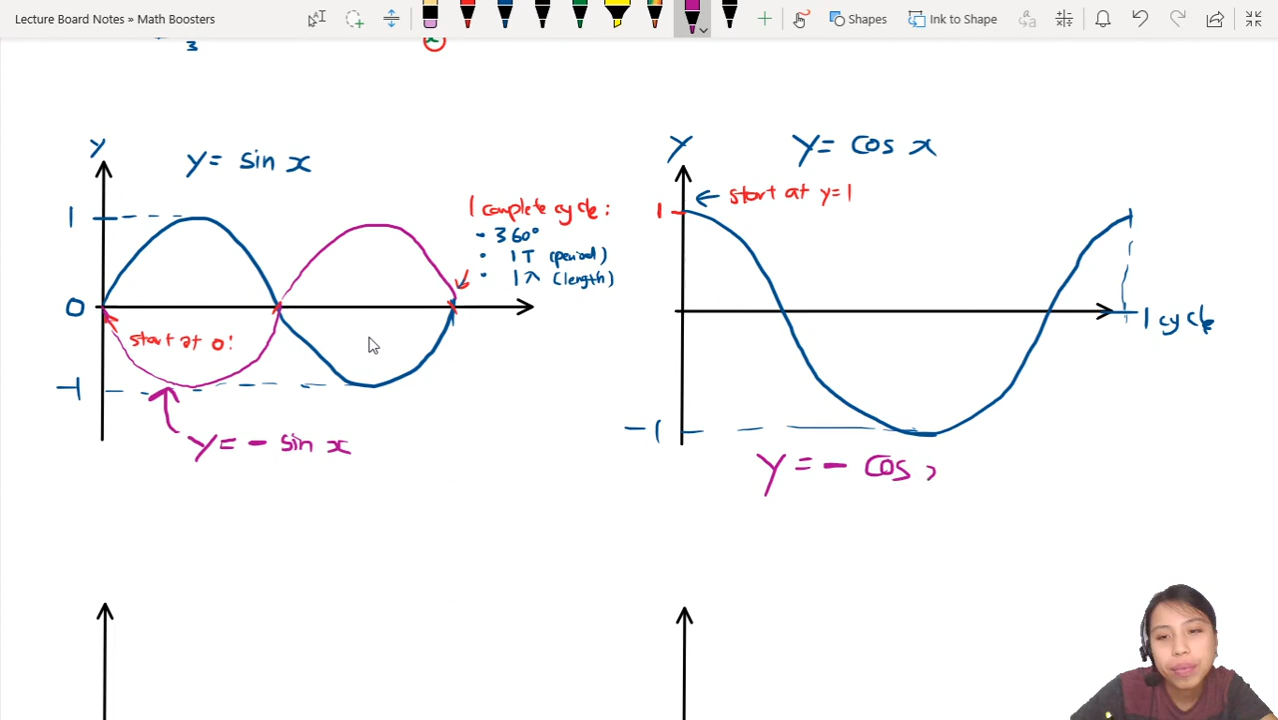 Lecture Board Notes » Math Boosters
Shapes
Ink to Shape
3
y
y = sin x
1
0
-1
start at 0!
y = - sin x
1 complete cycle:
• 360°
• 1T (period)
• 1λ (length)
y
y = cos x
1
← start at y=1
1 cycle
-1
y = - cos